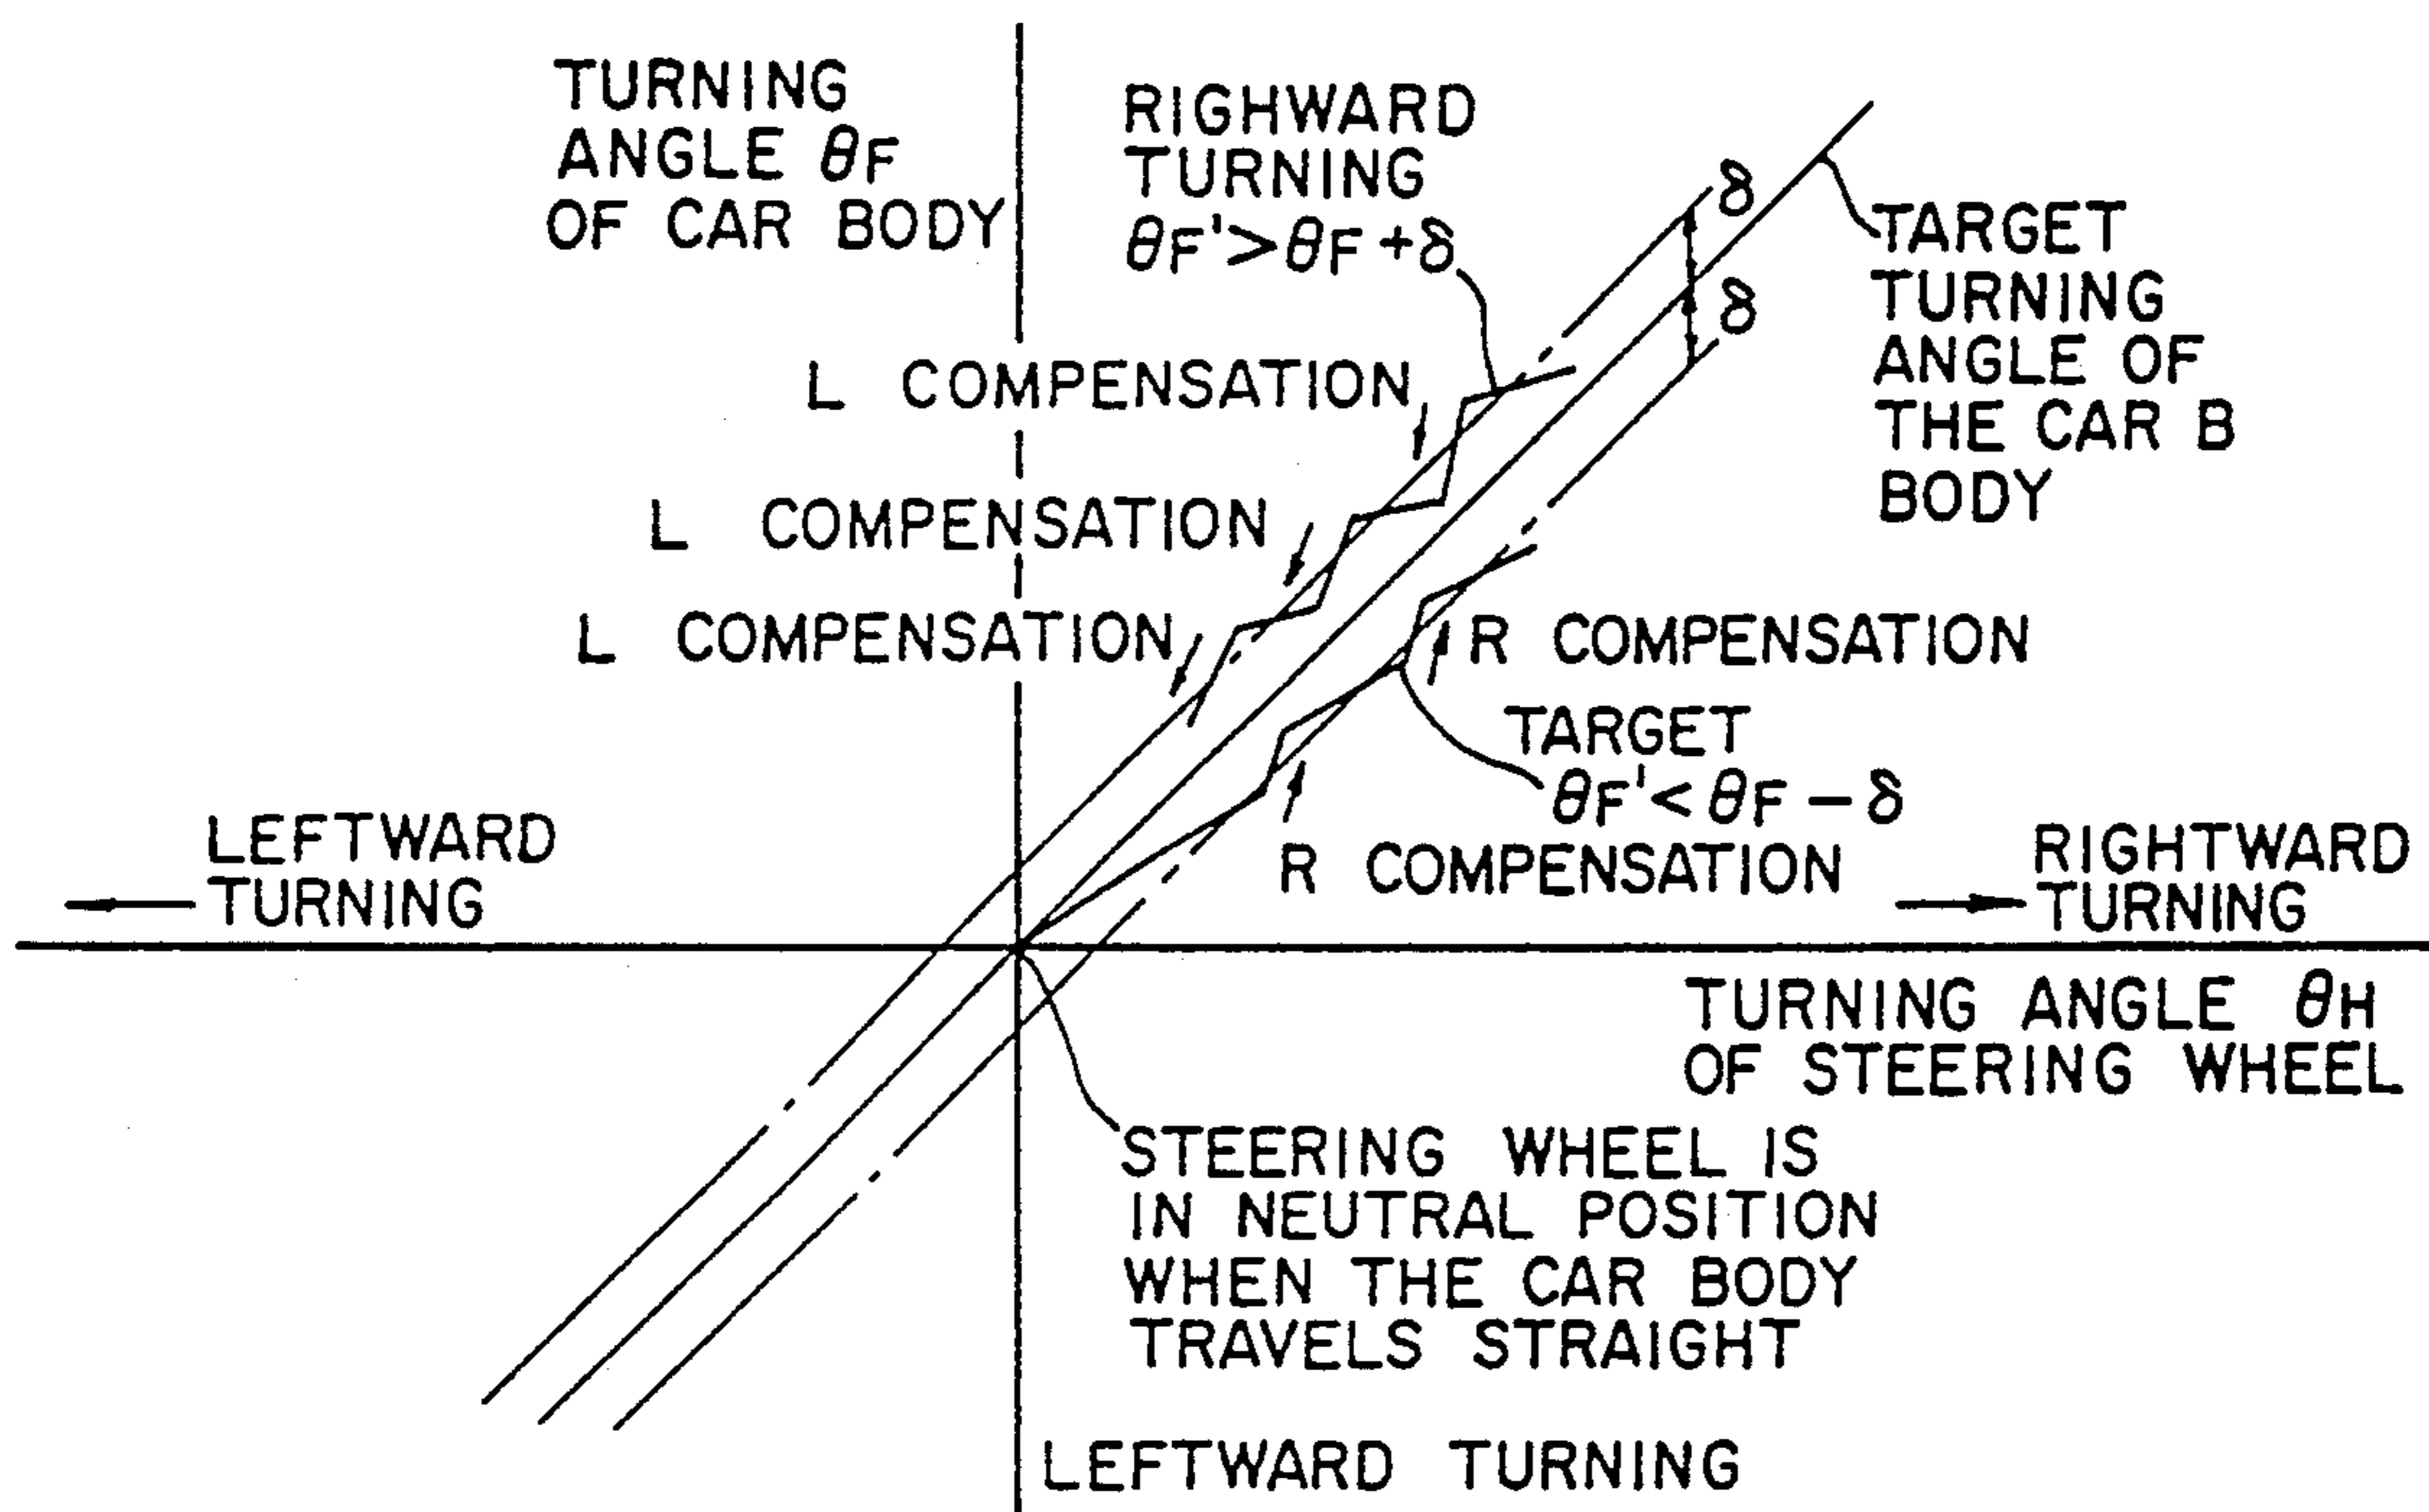 TURNING
ANGLE θF
OF CAR BODY
RIGHWARD
TURNING
θF'>θF+δ
δ
δ
TARGET
TURNING
ANGLE OF
THE CAR B
BODY
L COMPENSATION
L COMPENSATION
L COMPENSATION
R COMPENSATION
TARGET
θF'<θF-δ
R COMPENSATION
LEFTWARD
TURNING
RIGHTWARD
TURNING
TURNING ANGLE θH
OF STEERING WHEEL
STEERING WHEEL IS
IN NEUTRAL POSITION
WHEN THE CAR BODY
TRAVELS STRAIGHT
LEFTWARD TURNING